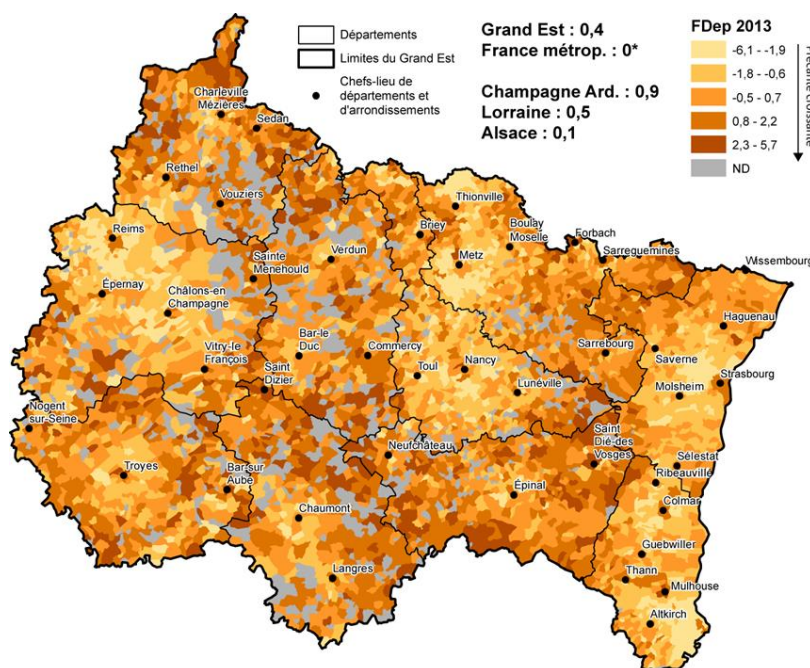 Départements
Limites du Grand Est
Chefs-lieu de
départements et
d'arrondissements
Grand Est : 0,4
France métrop. : 0*
Champagne Ard. : 0,9
Lorraine : 0,5
Alsace : 0,1
FDep 2013
-6,1 - -1,9
-1,8 - -0,6
-0,5 - 0,7
0,8 - 2,2
2,3 - 5,7
ND
Précarité croissante
Charleville
Mézières
Sedan
Rethel
Vouziers
Reims
Épernay
Châlons-en
Champagne
Sainte
Menehould
Verdun
Briey
Thionville
Metz
Boulay
Moselle
Forbach
Sarreguemines
Wissembourg
Haguenau
Saverne
Strasbourg
Molsheim
Sarrebourg
Vitry-le
François
Bar-le
Duc
Commercy
Toul
Nancy
Lunéville
Saint
Dizier
Nogent
sur-Seine
Troyes
Bar-sur
Aube
Neufchâteau
Saint
Dié-des
Vosges
Épinal
Chaumont
Langres
Sélestat
Ribeauvillé
Colmar
Guebwiller
Thann
Mulhouse
Altkirch